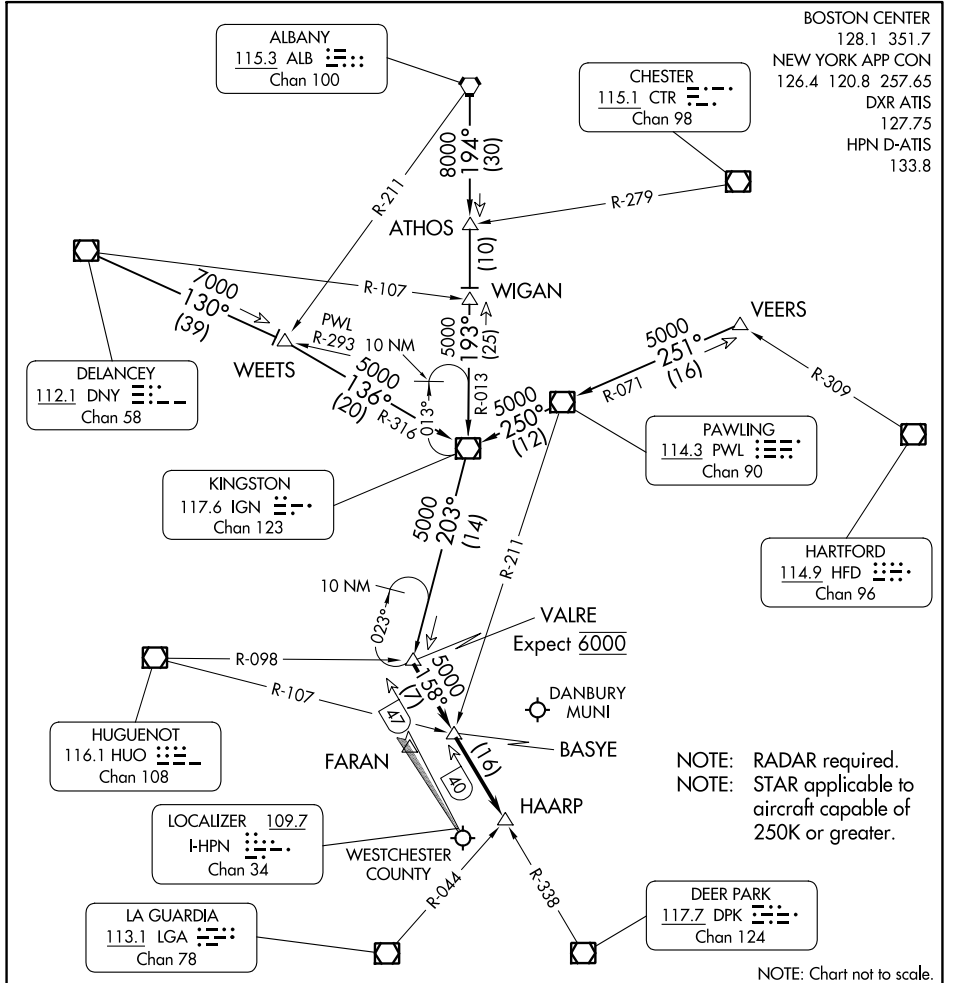 BOSTON CENTER
128.1 351.7
NEW YORK APP CON
126.4 120.8 257.65
DXR ATIS
127.75
HPN D-ATIS
133.8
ALBANY
115.3 ALB
Chan 100
CHESTER
115.1 CTR
Chan 98
8000
194°
(30)
R-211
R-279
ATHOS
(10)
R-107
WIGAN
7000
130°
(39)
PWL
R-293
WEETS
10 NM
5000
193°
(25)
R-013
013°
VEERS
5000
251°
(16)
R-071
R-309
DELANCEY
112.1 DNY
Chan 58
5000
136°
(20)
R-316
5000
250°
(12)
PAWLING
114.3 PWL
Chan 90
KINGSTON
117.6 IGN
Chan 123
5000
203°
(14)
R-211
HARTFORD
114.9 HFD
Chan 96
10 NM
023°
VALRE
Expect 6000
R-098
R-107
5000
158°
(7)
47
DANBURY
MUNI
HUGUENOT
116.1 HUO
Chan 108
FARAN
BASYE
(16)
40
HAARP
NOTE: RADAR required.
NOTE: STAR applicable to
aircraft capable of
250K or greater.
LOCALIZER 109.7
I-HPN
Chan 34
WESTCHESTER
COUNTY
R-044
R-338
LA GUARDIA
113.1 LGA
Chan 78
DEER PARK
117.7 DPK
Chan 124
NOTE: Chart not to scale.